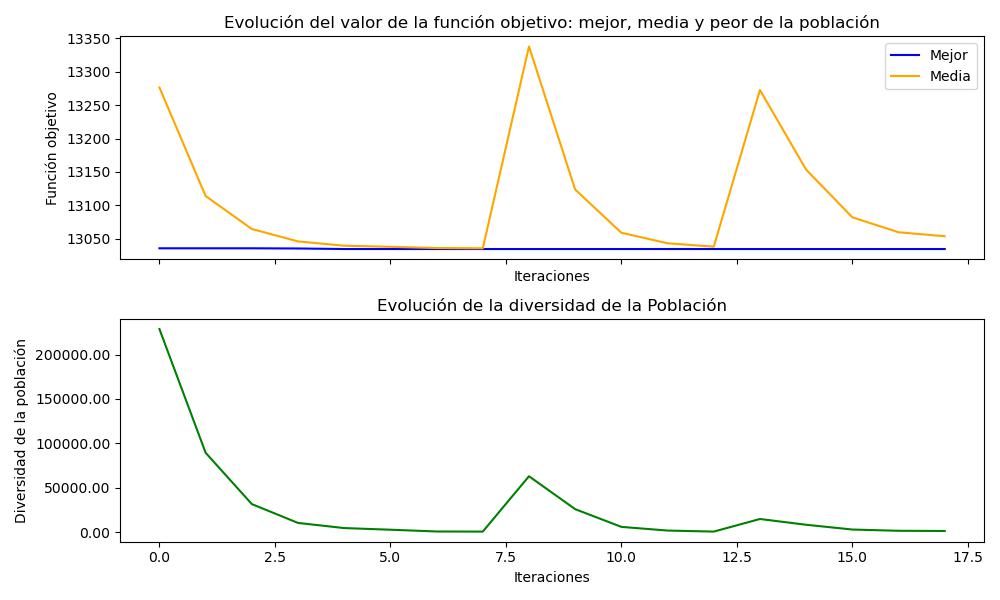 Evolución del valor de la función objetivo: mejor, media y peor de la población
13350
13300
13250
13200
13150
13100
13050
Función objetivo
Mejor
Media
Iteraciones
Evolución de la diversidad de la Población
200000.00
150000.00
100000.00
50000.00
0.00
Diversidad de la población
0.0 2.5 5.0 7.5 10.0 12.5 15.0 17.5
Iteraciones